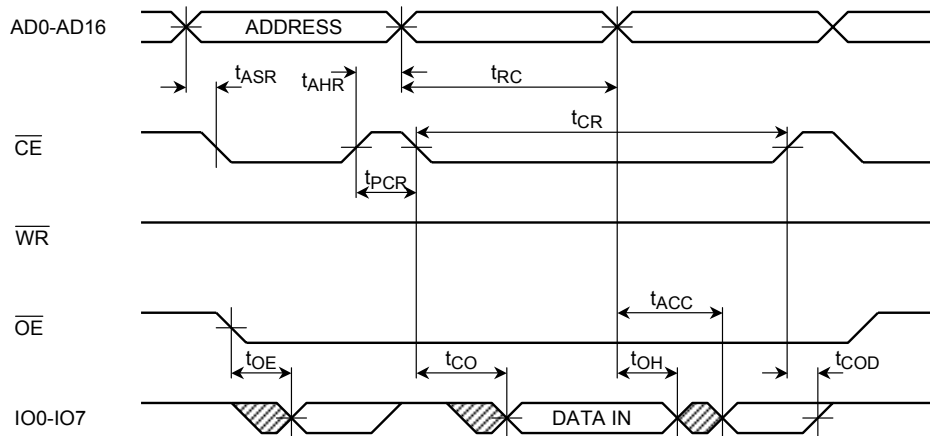 AD0-AD16 ADDRESS
tASR tAHR tRC
CE tCR
tPCR
WR
OE tACC
tOE tCO tOH tCOD
IO0-IO7 DATA IN